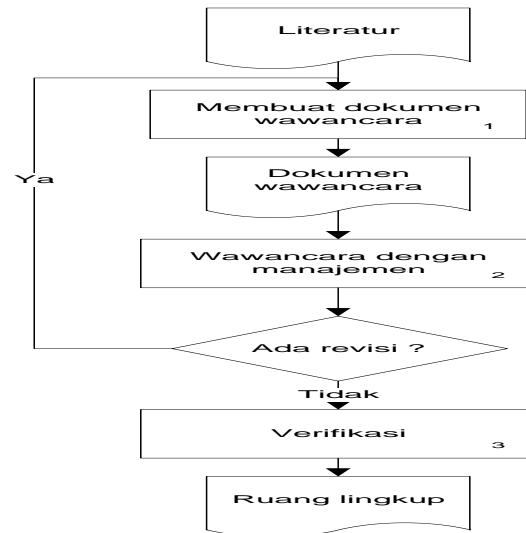 Literatur
Membuat dokumen
wawancara
1
Ya
Dokumen
wawancara
Wawancara dengan
manajemen
2
Ada revisi ?
Tidak
Verifikasi
3
Ruang lingkup